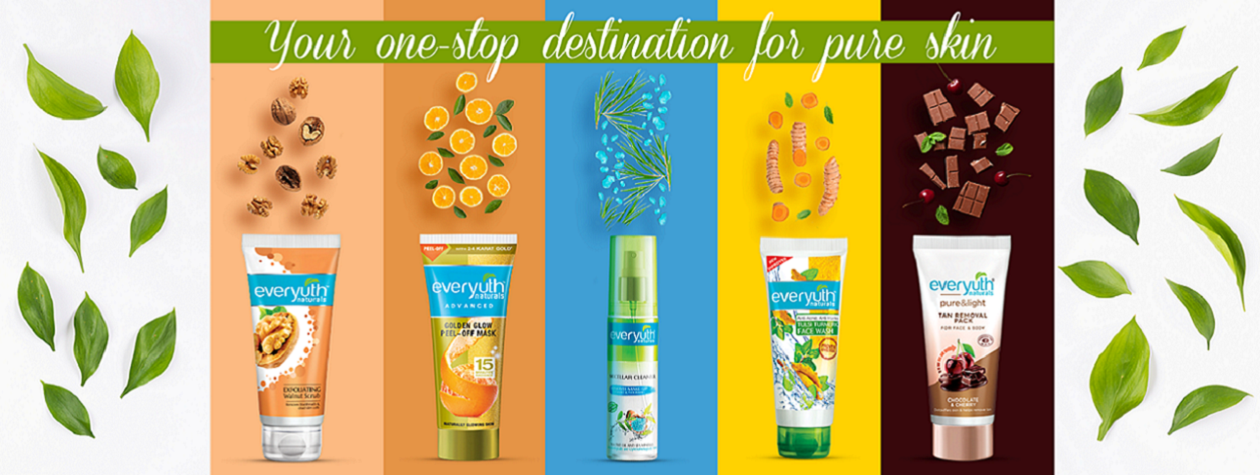 Your one-stop destination for pure skin
everyuth
naturals
EXFOLIATING
Walnut Scrub
PEEL-OFF
WITH 24 KARAT GOLD
everyuth
naturals
ADVANCED
GOLDEN GLOW
PEEL-OFF MASK
15
everyuth
naturals
MICELLAR CLEANSE
everyuth
naturals
TULSI TURMERIC
FACE WASH
everyuth
naturals
pure&light
TAN REMOVAL
PACK
FOR FACE & BODY
CHOCOLATE
& CHERRY